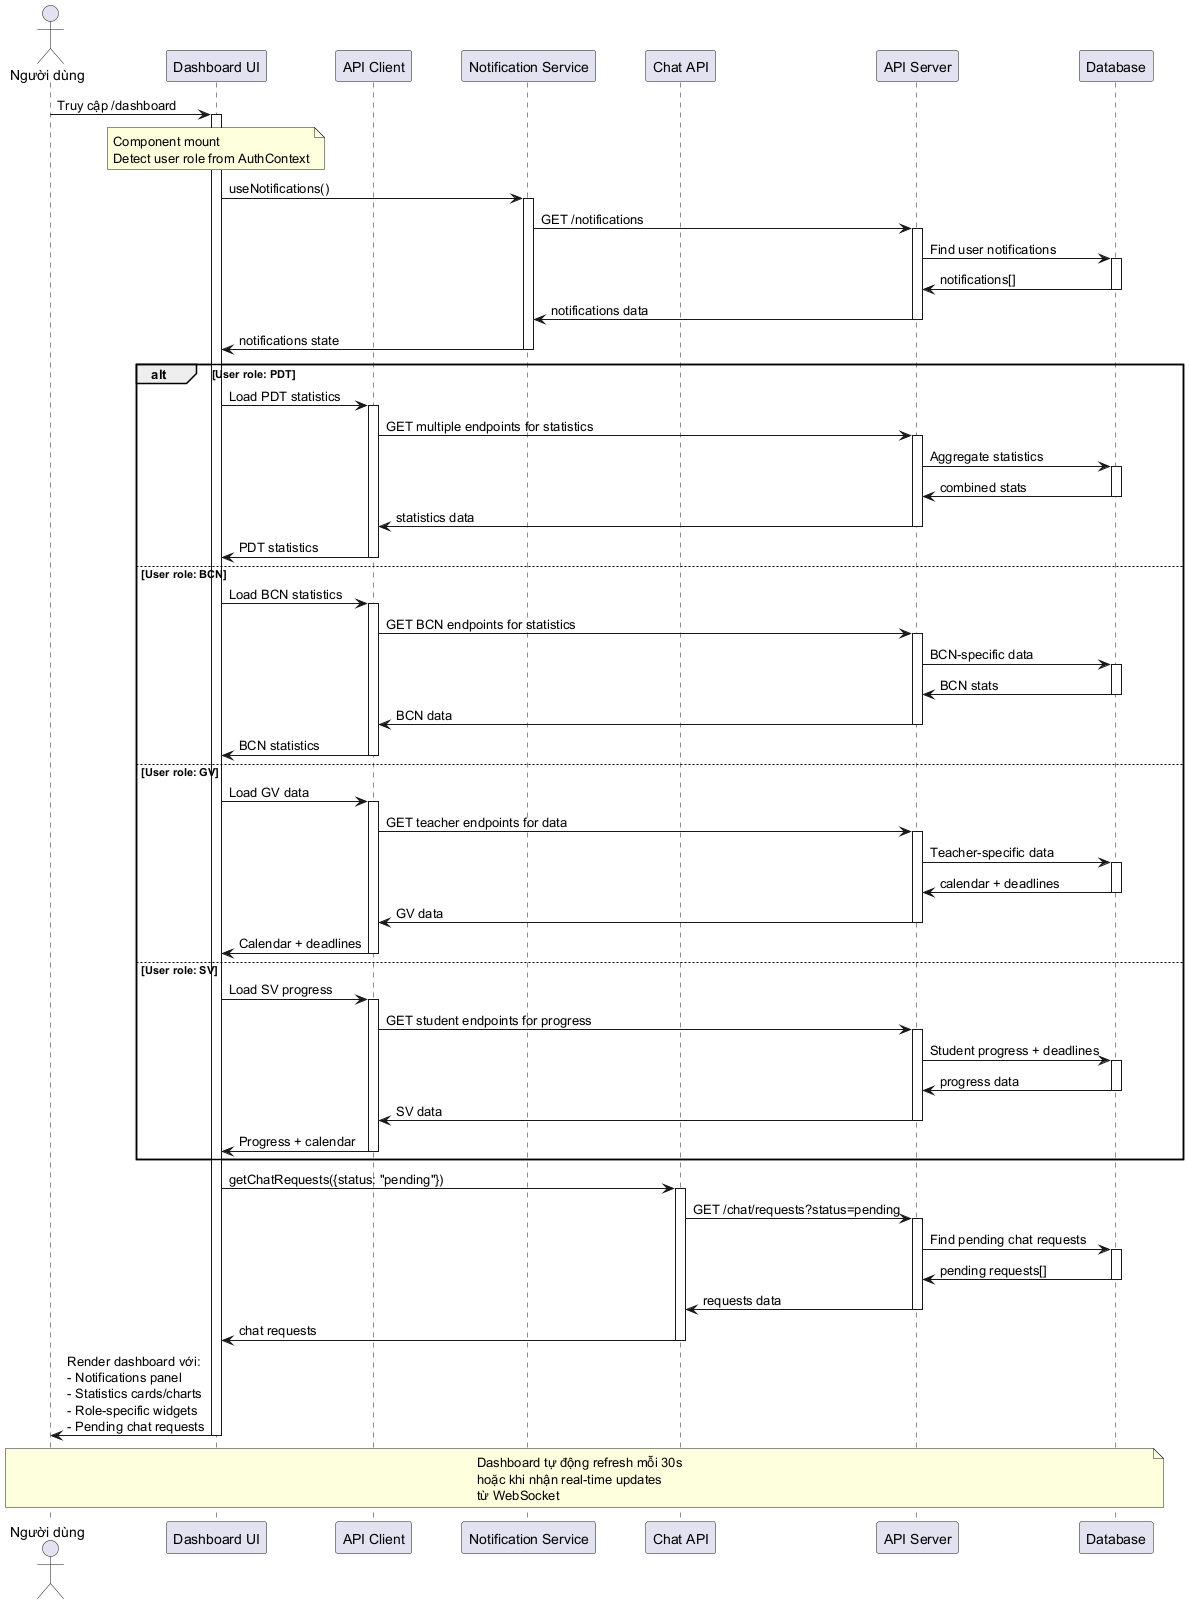 Người dùng
Dashboard UI
API Client
Notification Service
Chat API
API Server
Database
Truy cập /dashboard
Component mount
Detect user role from AuthContext
useNotifications()
GET /notifications
Find user notifications
notifications[]
notifications data
notifications state
alt
[User role: PDT]
Load PDT statistics
GET multiple endpoints for statistics
Aggregate statistics
combined stats
statistics data
PDT statistics
[User role: BCN]
Load BCN statistics
GET BCN endpoints for statistics
BCN-specific data
BCN stats
BCN data
BCN statistics
[User role: GV]
Load GV data
GET teacher endpoints for data
Teacher-specific data
calendar + deadlines
GV data
Calendar + deadlines
[User role: SV]
Load SV progress
GET student endpoints for progress
Student progress + deadlines
progress data
SV data
Progress + calendar
getChatRequests({status: "pending"})
GET /chat/requests?status=pending
Find pending chat requests
pending requests[]
requests data
chat requests
Render dashboard với:
- Notifications panel
- Statistics cards/charts
- Role-specific widgets
- Pending chat requests
Dashboard tự động refresh mỗi 30s
hoặc khi nhận real-time updates
từ WebSocket
Người dùng
Dashboard UI
API Client
Notification Service
Chat API
API Server
Database